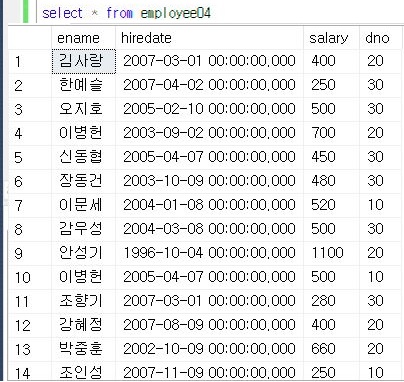 select * from employee04
ename hiredate salary dno
1 김사랑 2007-03-01 00:00:00,000 400 20
2 한예슬 2007-04-02 00:00:00,000 250 30
3 오지호 2005-02-10 00:00:00,000 500 30
4 이병헌 2003-09-02 00:00:00,000 700 20
5 신동협 2005-04-07 00:00:00,000 450 30
6 장동건 2003-10-09 00:00:00,000 480 30
7 이문세 2004-01-08 00:00:00,000 520 10
8 감우성 2004-03-08 00:00:00,000 500 30
9 안성기 1996-10-04 00:00:00,000 1100 20
10 이병헌 2005-04-07 00:00:00,000 500 10
11 조향기 2007-03-01 00:00:00,000 280 30
12 강혜정 2007-08-09 00:00:00,000 400 20
13 박중훈 2002-10-09 00:00:00,000 660 20
14 조인성 2007-11-09 00:00:00,000 250 10